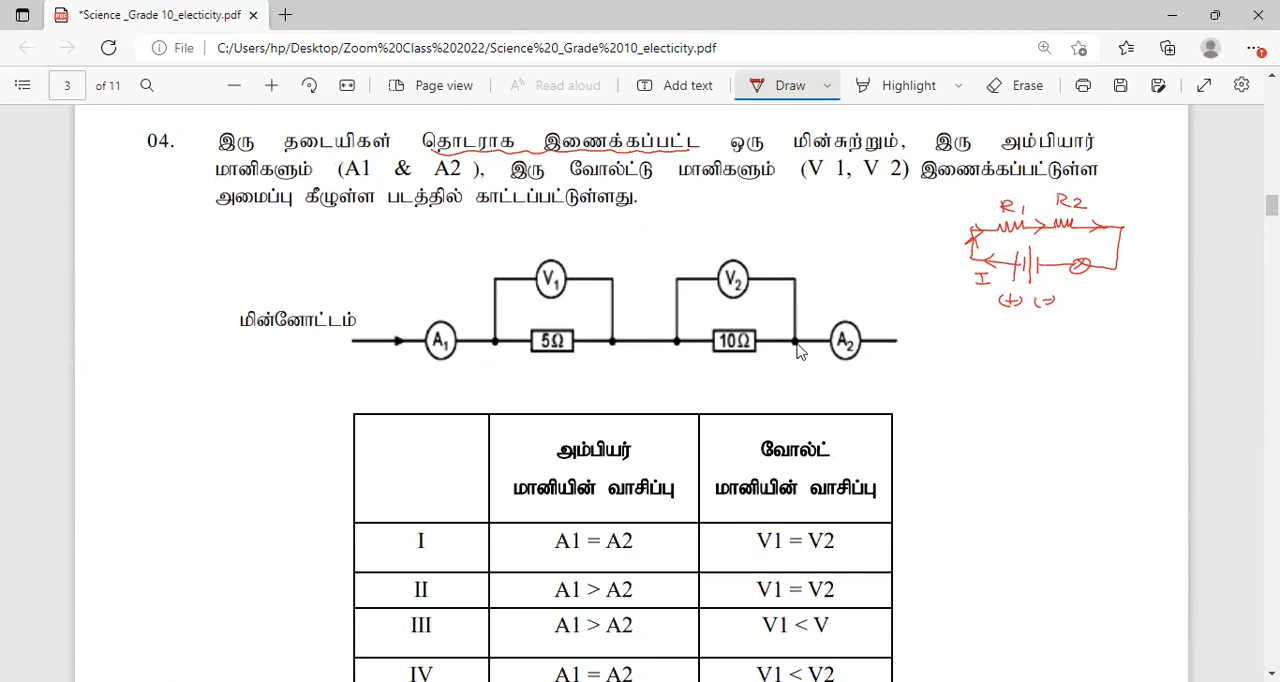 *Science _Grade 10_electicity.pdf
File C:/Users/hp/Desktop/Zoom%20Class%202022/Science%20_Grade%2010_electicity.pdf
3 of 11 Page view Read aloud Add text Draw Highlight Erase
04. இரு தடையிகள் தொடராக இணைக்கப்பட்ட ஒரு மின்சுற்றும், இரு அம்பியார்
மானிகளும் (A1 & A2 ), இரு வோல்ட்டு மானிகளும் (V 1, V 2) இணைக்கப்பட்டுள்ள
அமைப்பு கீழுள்ள படத்தில் காட்டப்பட்டுள்ளது.
R1 R2
I
(+) (-)
V1 V2
மின்னோட்டம்
A1 5Ω 10Ω A2
அம்பியர் வோல்ட்
மானியின் வாசிப்பு மானியின் வாசிப்பு
I A1 = A2 V1 = V2
II A1 > A2 V1 = V2
III A1 > A2 V1 < V
IV A1 = A2 V1 < V2